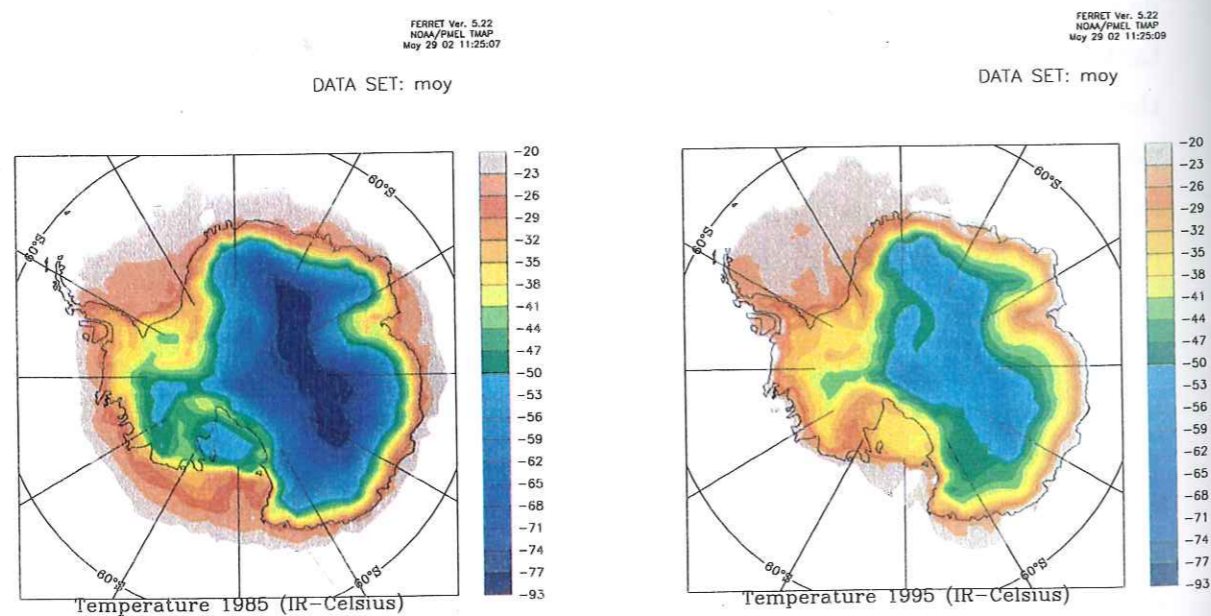 FERRET Ver. 5.22
NOAA/PMEL TMAP
May 29 02 11:25:07
DATA SET: moy
60°S
60°S
60°S
60°S
-20
-23
-26
-29
-32
-35
-38
-41
-44
-47
-50
-53
-56
-59
-62
-65
-68
-71
-74
-77
-93
Temperature 1985 (IR-Celsius)
FERRET Ver. 5.22
NOAA/PMEL TMAP
May 29 02 11:25:09
DATA SET: moy
60°S
60°S
60°S
60°S
-20
-23
-26
-29
-32
-35
-38
-41
-44
-47
-50
-53
-56
-59
-62
-65
-68
-71
-74
-77
-93
Temperature 1995 (IR-Celsius)